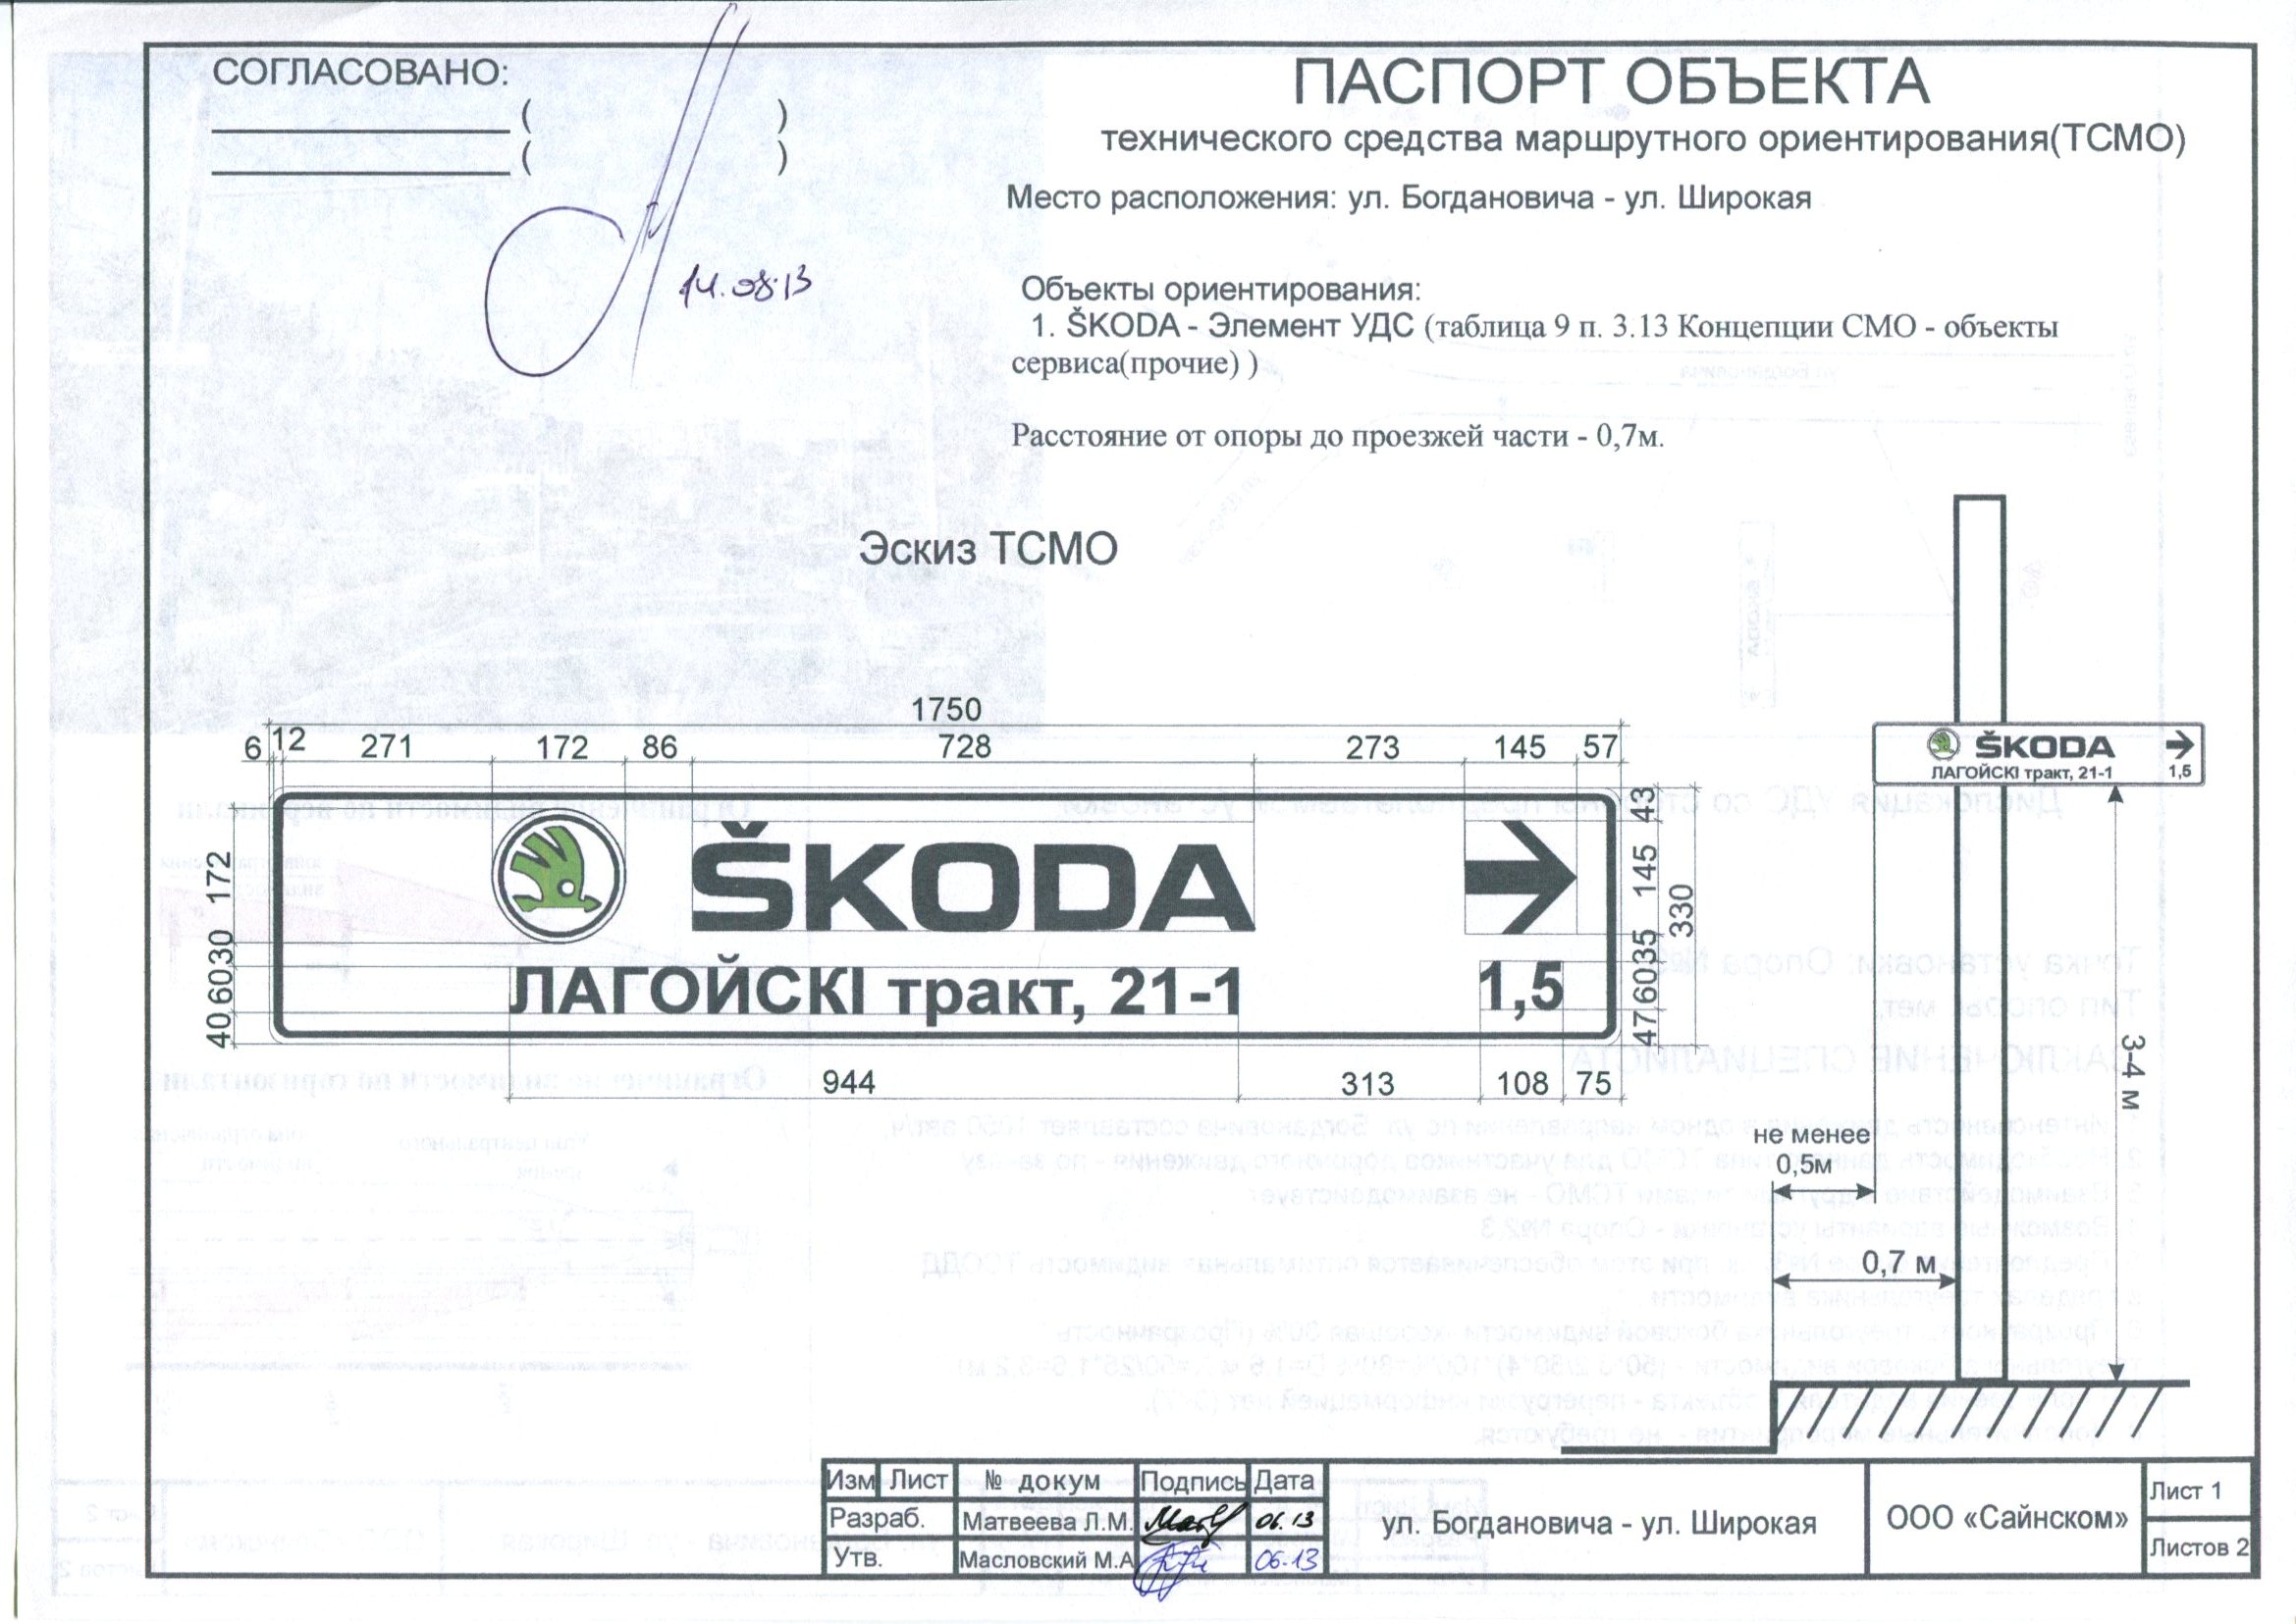 СОГЛАСОВАНО:
( )
( )
14.08.13
ПАСПОРТ ОБЪЕКТА
технического средства маршрутного ориентирования(ТСМО)
Место расположения: ул. Богдановича - ул. Широкая
Объекты ориентирования:
1. ŠKODA - Элемент УДС (таблица 9 п. 3.13 Концепции СМО - объекты
сервиса(прочие) )
Расстояние от опоры до проезжей части - 0,7м.
Эскиз ТСМО
1750
6 12 271 172 86 728 273 145 57
ŠKODA
ЛАГОЙСКІ тракт, 21-1 1,5
172 30 60 40
43 145 35 60 47
330
944 313 108 75
ŠKODA
ЛАГОЙСКІ тракт, 21-1 1,5
3-4 м
не менее
0,5м
0,7 м
Изм Лист № докум Подпись Дата
Разраб. Матвеева Л.М. 06.13
Утв. Масловский М.А 06.13
ул. Богдановича - ул. Широкая
ООО «Сайнском»
Лист 1
Листов 2